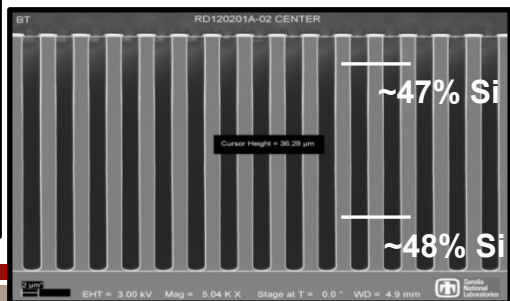 BT
RD120201A-02 CENTER
~47% Si
Cursor Height = 36.28 µm
~48% Si
2 µm*
EHT = 3.00 kV
Mag = 5.04 K X
Stage at T = 0.0 °
WD = 4.9 mm
Sandia
National
Laboratories